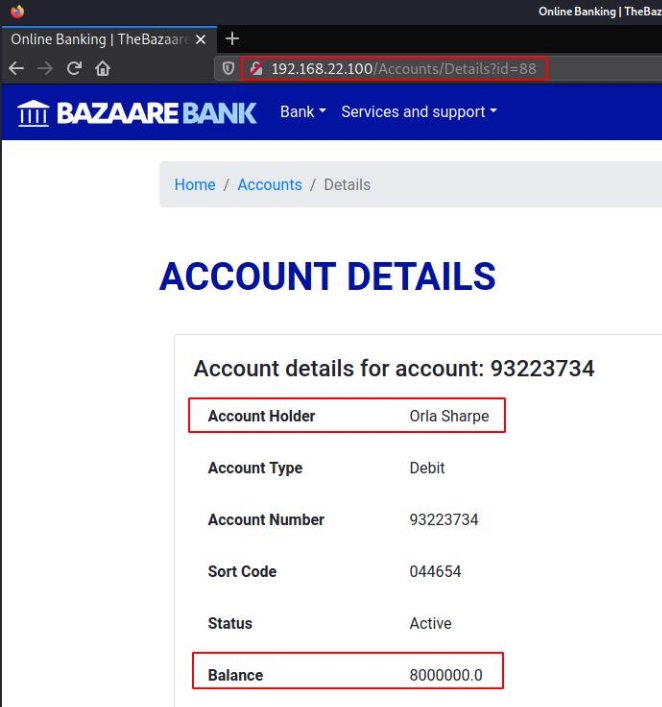 Online Banking | TheBaz
Online Banking | TheBazaare
192.168.22.100/Accounts/Details?id=88
BAZAARE BANK Bank Services and support
Home / Accounts / Details
ACCOUNT DETAILS
Account details for account: 93223734
Account Holder Orla Sharpe
Account Type Debit
Account Number 93223734
Sort Code 044654
Status Active
Balance 8000000.0